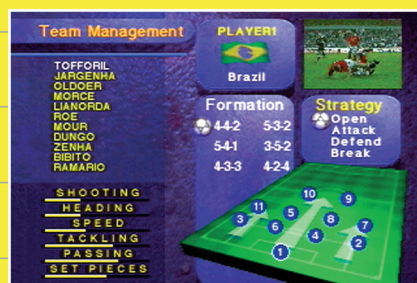 Team Management
TOFFORIL
JARGENHA
OLDOER
MORCE
LIANORDA
ROE
MOUR
DUNGO
ZENHA
BIBITO
RAMARIO
SHOOTING
HEADING
SPEED
TACKLING
PASSING
SET PIECES
PLAYER1
Brazil
Formation
4-4-2 5-3-2
5-4-1 3-5-2
4-3-3 4-2-4
Strategy
Open
Attack
Defend
Break
10
9
11
3
5
8
7
6
4
2
1